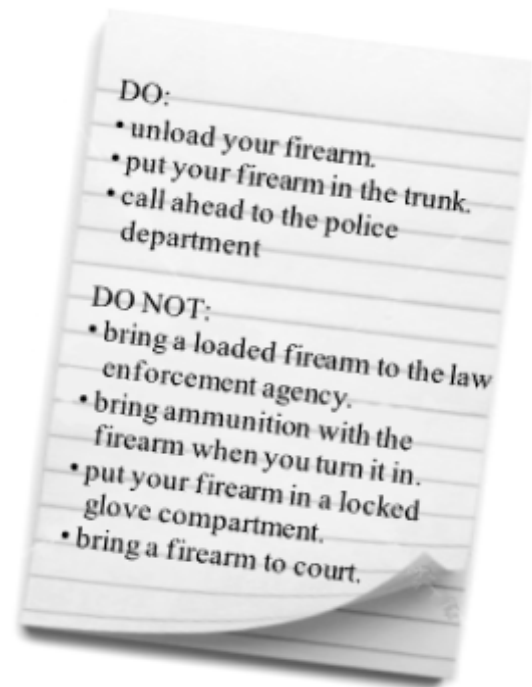 DO:
• unload your firearm.
• put your firearm in the trunk.
• call ahead to the police
department
DO NOT:
• bring a loaded firearm to the law
enforcement agency.
• bring ammunition with the
firearm when you turn it in.
• put your firearm in a locked
glove compartment.
• bring a firearm to court.